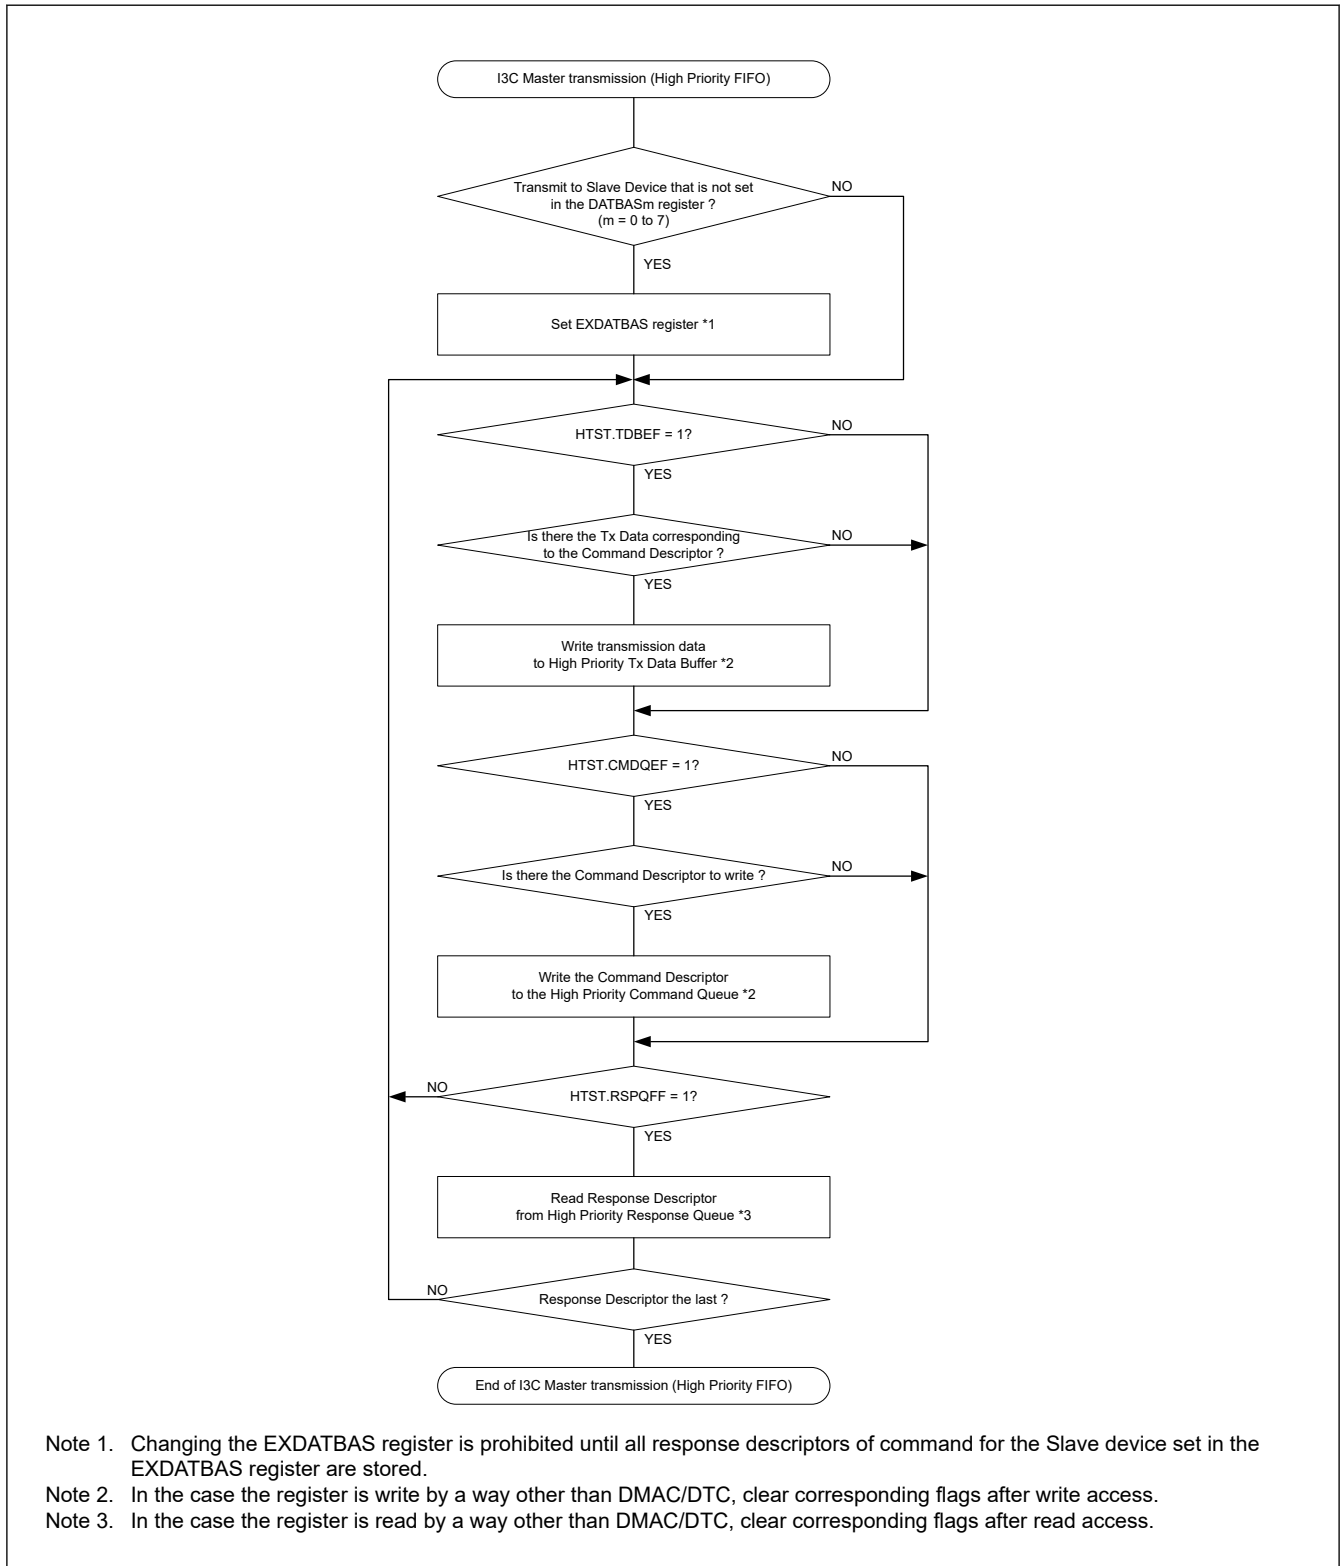 I3C Master transmission (High Priority FIFO)
Transmit to Slave Device that is not set
in the DATBASm register ?
(m = 0 to 7)
NO
YES
Set EXDATBAS register *1
HTST.TDBEF = 1?
NO
YES
Is there the Tx Data corresponding
to the Command Descriptor ?
NO
YES
Write transmission data
to High Priority Tx Data Buffer *2
HTST.CMDQEF = 1?
NO
YES
Is there the Command Descriptor to write ?
NO
YES
Write the Command Descriptor
to the High Priority Command Queue *2
NO
HTST.RSPQFF = 1?
YES
Read Response Descriptor
from High Priority Response Queue *3
NO
Response Descriptor the last ?
YES
End of I3C Master transmission (High Priority FIFO)
Note 1. Changing the EXDATBAS register is prohibited until all response descriptors of command for the Slave device set in the
EXDATBAS register are stored.
Note 2. In the case the register is write by a way other than DMAC/DTC, clear corresponding flags after write access.
Note 3. In the case the register is read by a way other than DMAC/DTC, clear corresponding flags after read access.